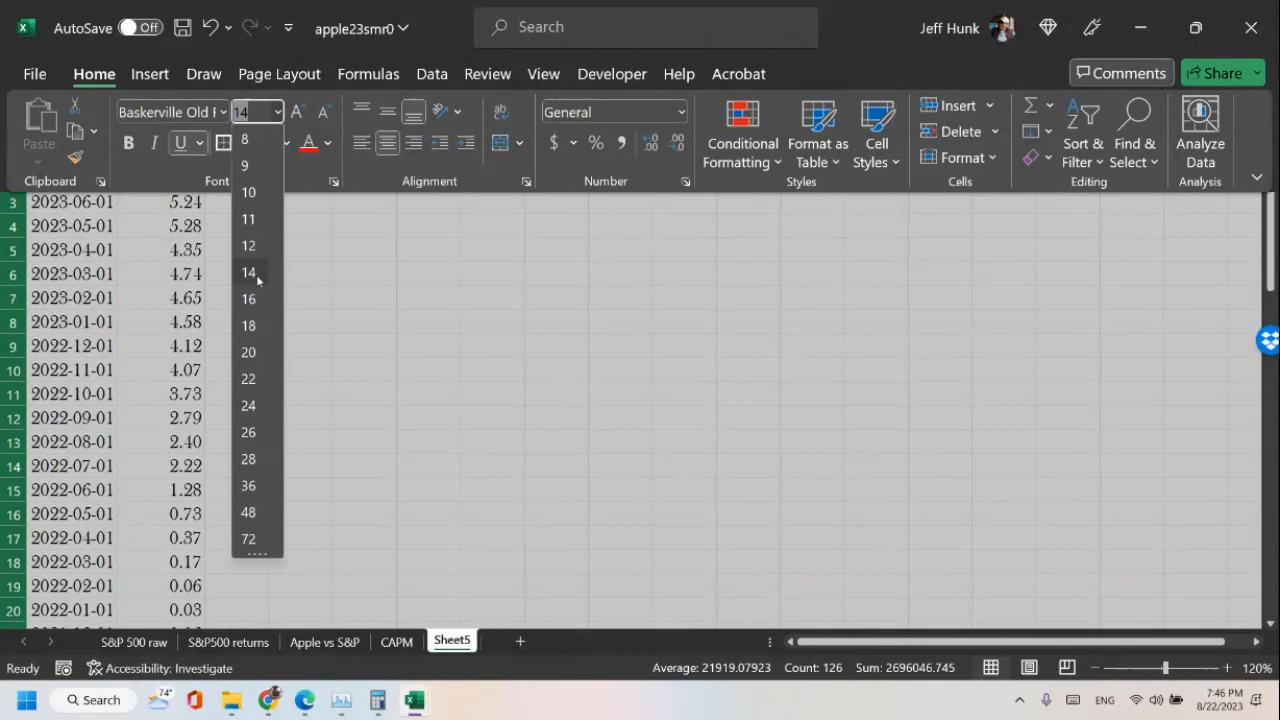 AutoSave Off apple23smr0 Search Jeff Hunk
File Home Insert Draw Page Layout Formulas Data Review View Developer Help Acrobat Comments Share
Paste
Clipboard
Baskerville Old F 14
B I U A
Font
Alignment
General
$ % 9
Number
Conditional Formatting
Format as Table
Cell Styles
Styles
Insert
Delete
Format
Cells
Sort & Filter
Find & Select
Editing
Analyze Data
Analysis
8
9
10
11
12
14
16
18
20
22
24
26
28
36
48
72
3 2023-06-01 5.24
4 2023-05-01 5.28
5 2023-04-01 4.35
6 2023-03-01 4.74
7 2023-02-01 4.65
8 2023-01-01 4.58
9 2022-12-01 4.12
10 2022-11-01 4.07
11 2022-10-01 3.73
12 2022-09-01 2.79
13 2022-08-01 2.40
14 2022-07-01 2.22
15 2022-06-01 1.28
16 2022-05-01 0.73
17 2022-04-01 0.37
18 2022-03-01 0.17
19 2022-02-01 0.06
20 2022-01-01 0.03
S&P 500 raw S&P500 returns Apple vs S&P CAPM Sheet5
Ready Accessibility: Investigate Average: 21919.07923 Count: 126 Sum: 2696046.745 120%
Search 74° ENG 7:46 PM
8/22/2023